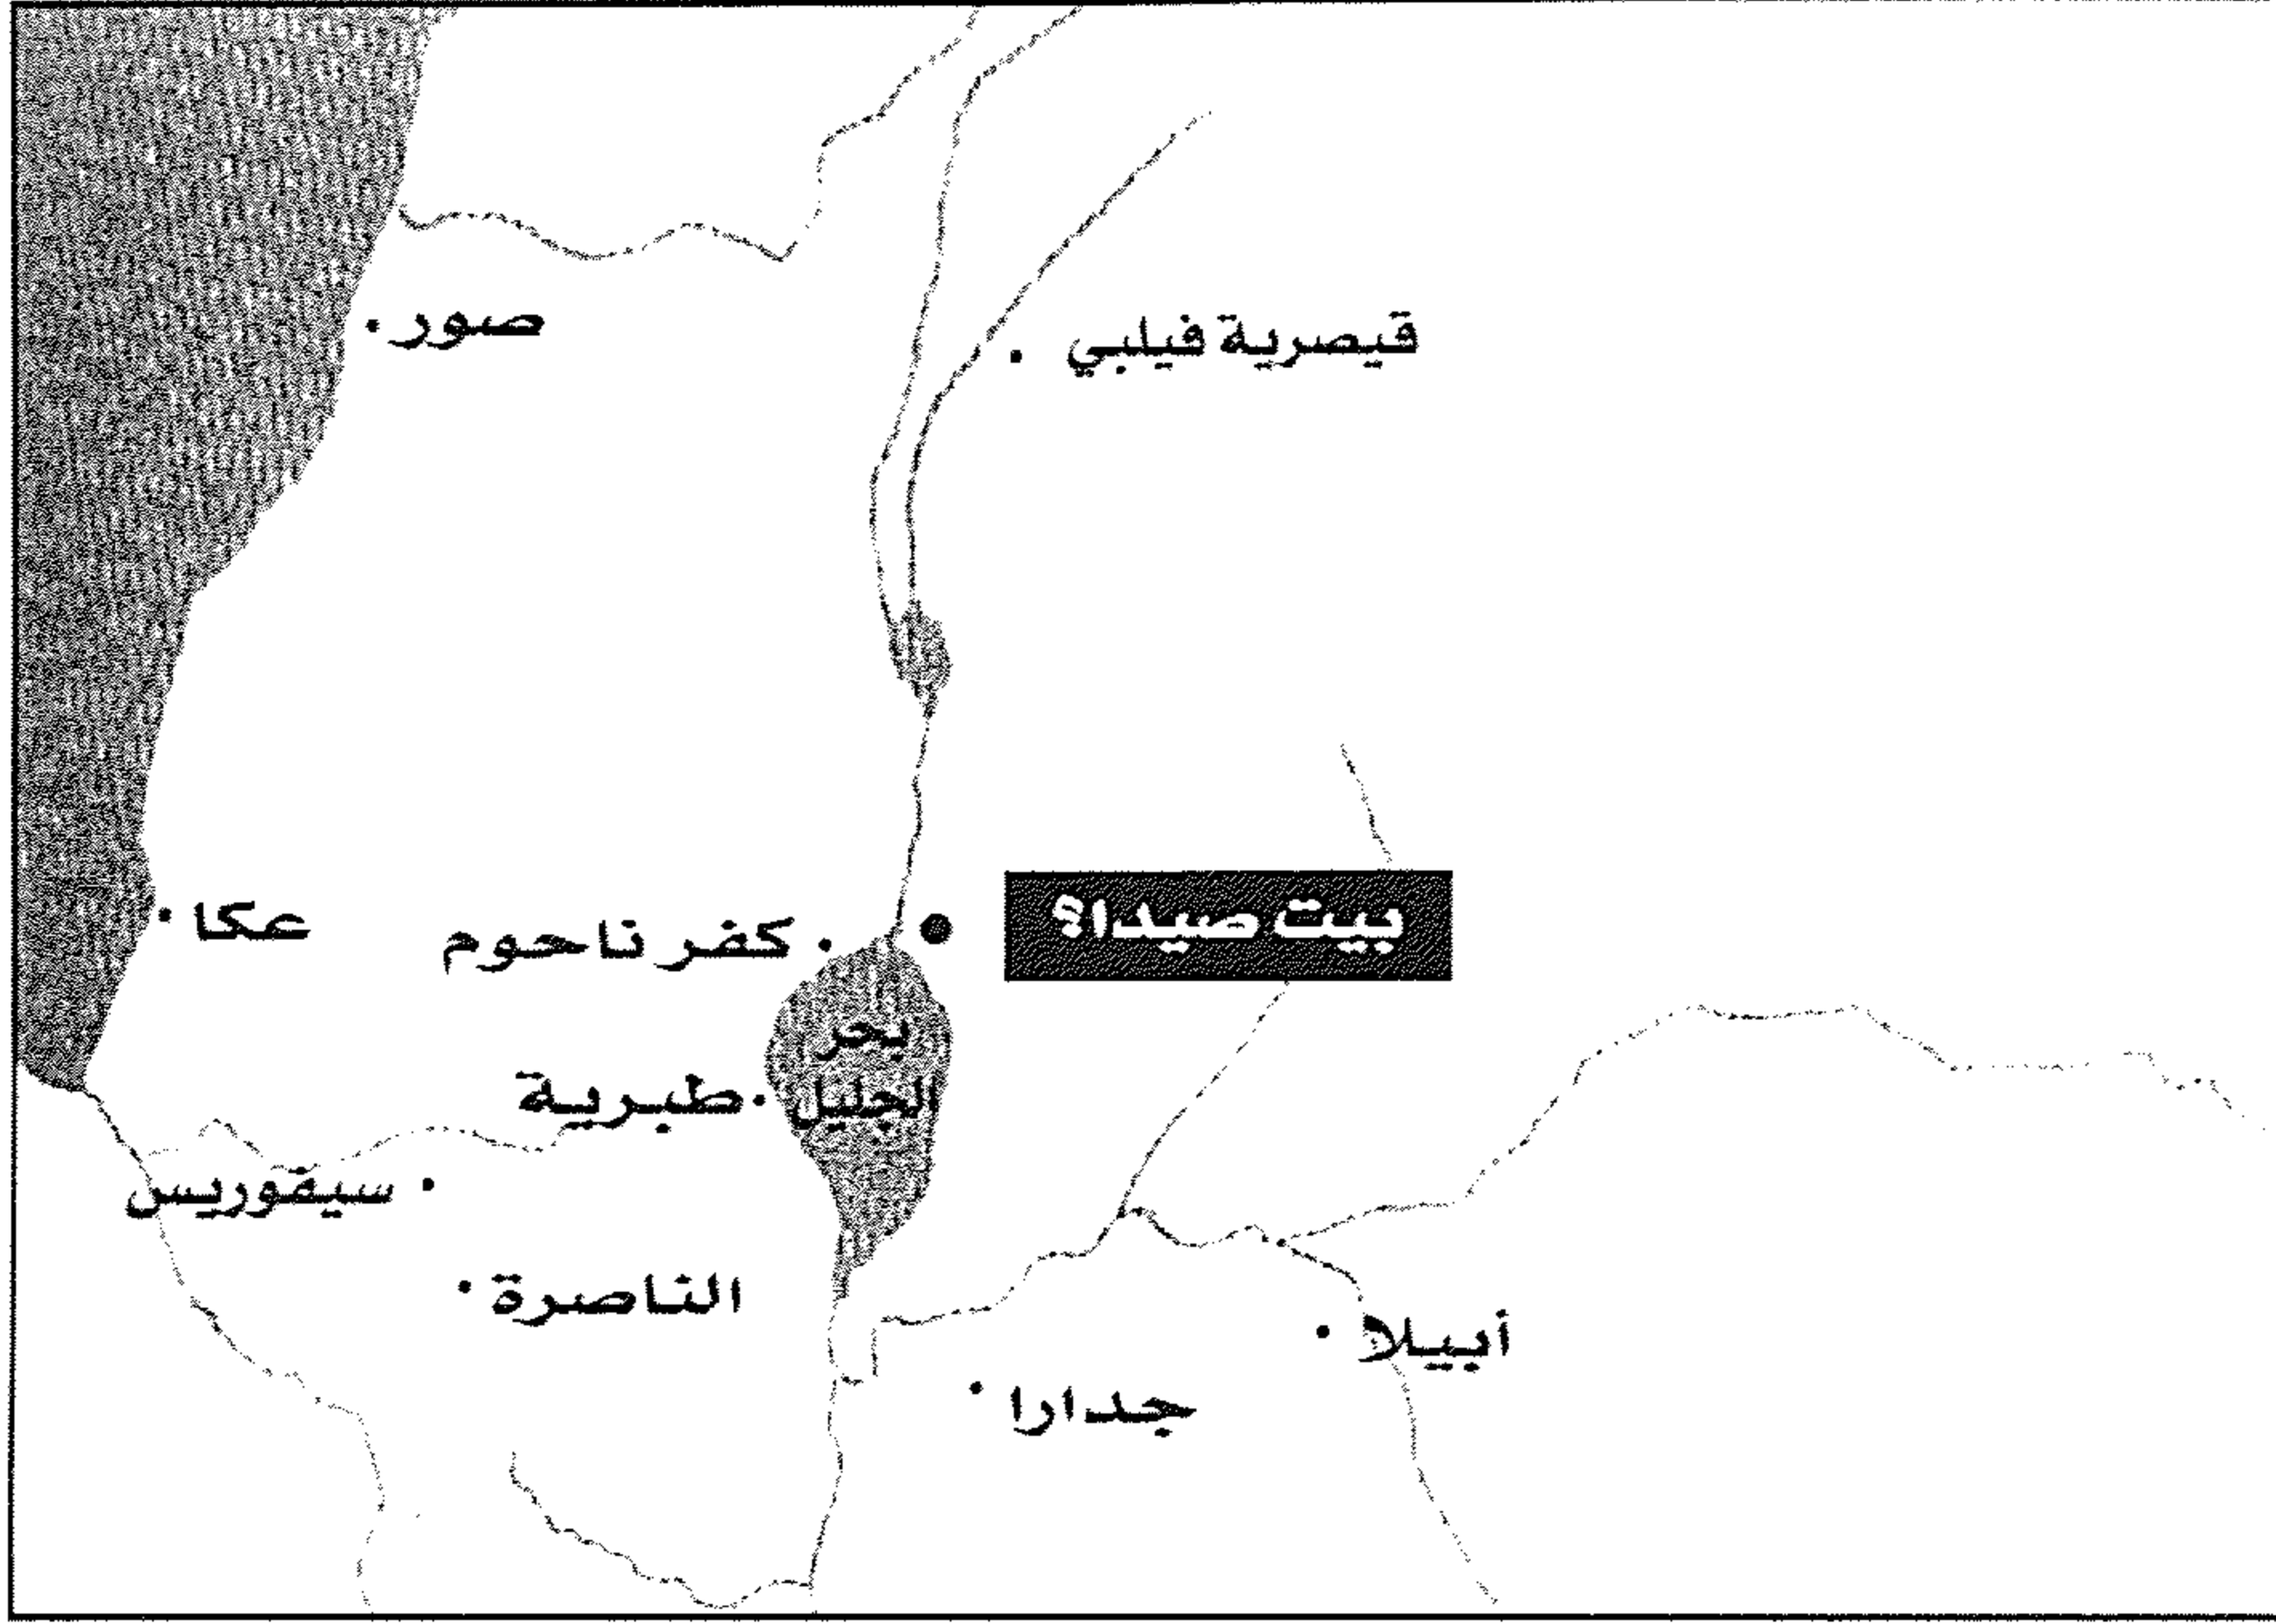 صور
قيصرية فيلبي
بيت صيدا؟
كفر ناحوم
عكا
بحر
الجليل
طبرية
سيفوريس
الناصرة
أبيلا
جدارا